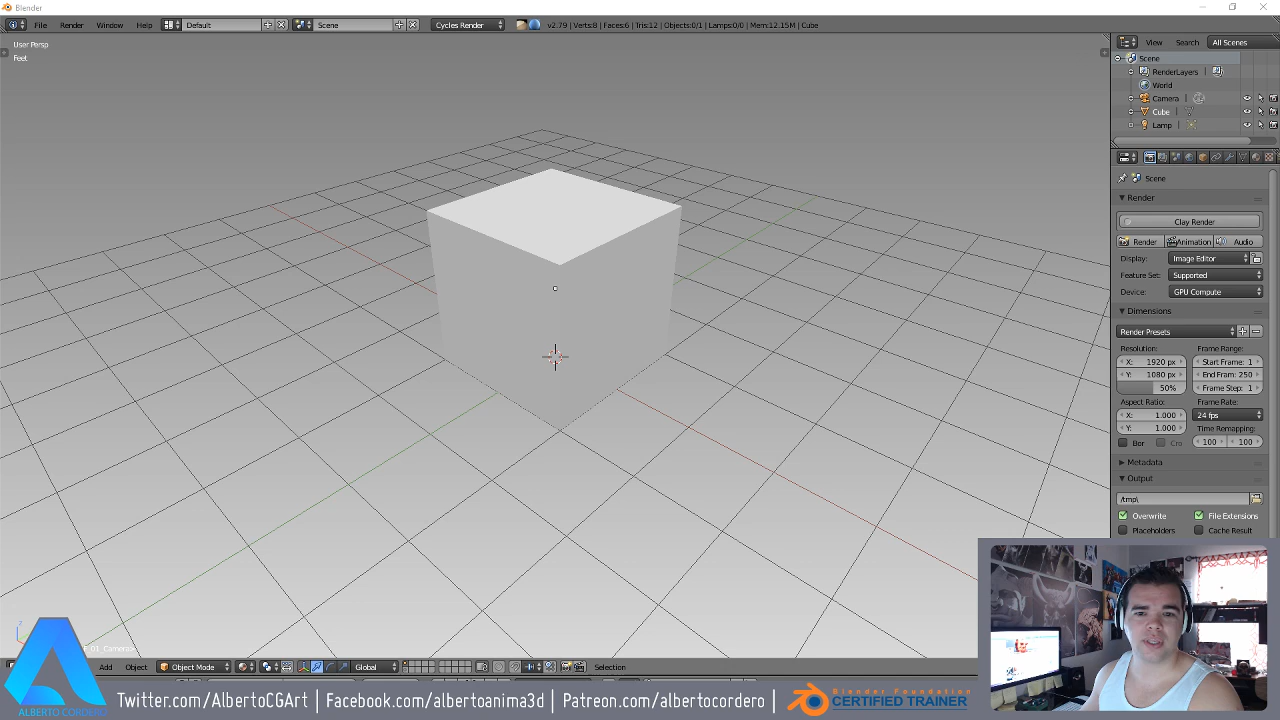 Blender
File Render Window Help Default Scene Cycles Render v2.79 | Verts:8 | Faces:6 | Tris:12 | Objects:0/1 | Lamps:0/0 | Mem:12.15M | Cube
User Persp
Feet
View Search All Scenes
Scene
RenderLayers
World
Camera
Cube
Lamp
Scene
Render
Clay Render
Render Animation Audio
Display: Image Editor
Feature Set: Supported
Device: GPU Compute
Dimensions
Render Presets
Resolution: Frame Range:
X: 1920 px Start Frame: 1
Y: 1080 px End Fram: 250
50% Frame Step: 1
Aspect Ratio: Frame Rate:
X: 1.000 24 fps
Y: 1.000 Time Remapping:
Bor Cro 100 100
Metadata
Output
/tmp\
Overwrite File Extensions
Placeholders Cache Result
01_Camera>
Add Object Object Mode Global Selection
ALBERTO CORDERO
Twitter.com/AlbertoCGArt | Facebook.com/albertoanima3d | Patreon.com/albertocordero |
Blender Foundation
CERTIFIED TRAINER